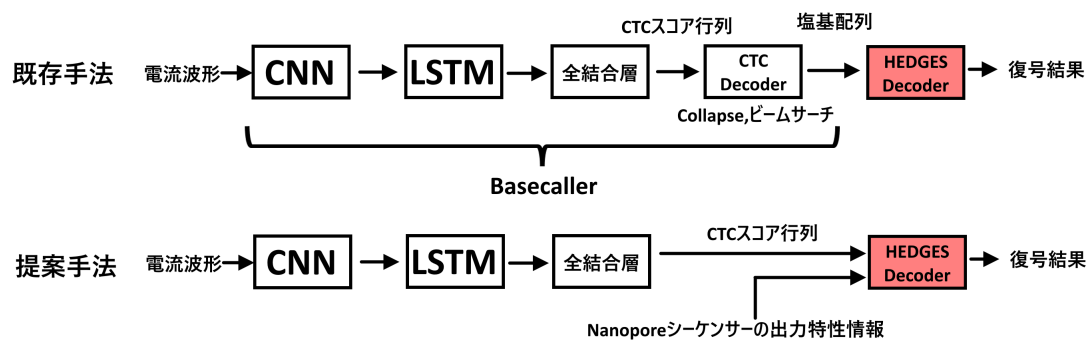 既存手法
電流波形
CNN
LSTM
全結合層
CTCスコア行列
CTC
Decoder
Collapse,ビームサーチ
塩基配列
HEDGES
Decoder
復号結果
Basecaller
提案手法
電流波形
CNN
LSTM
全結合層
CTCスコア行列
HEDGES
Decoder
復号結果
Nanoporeシーケンサーの出力特性情報